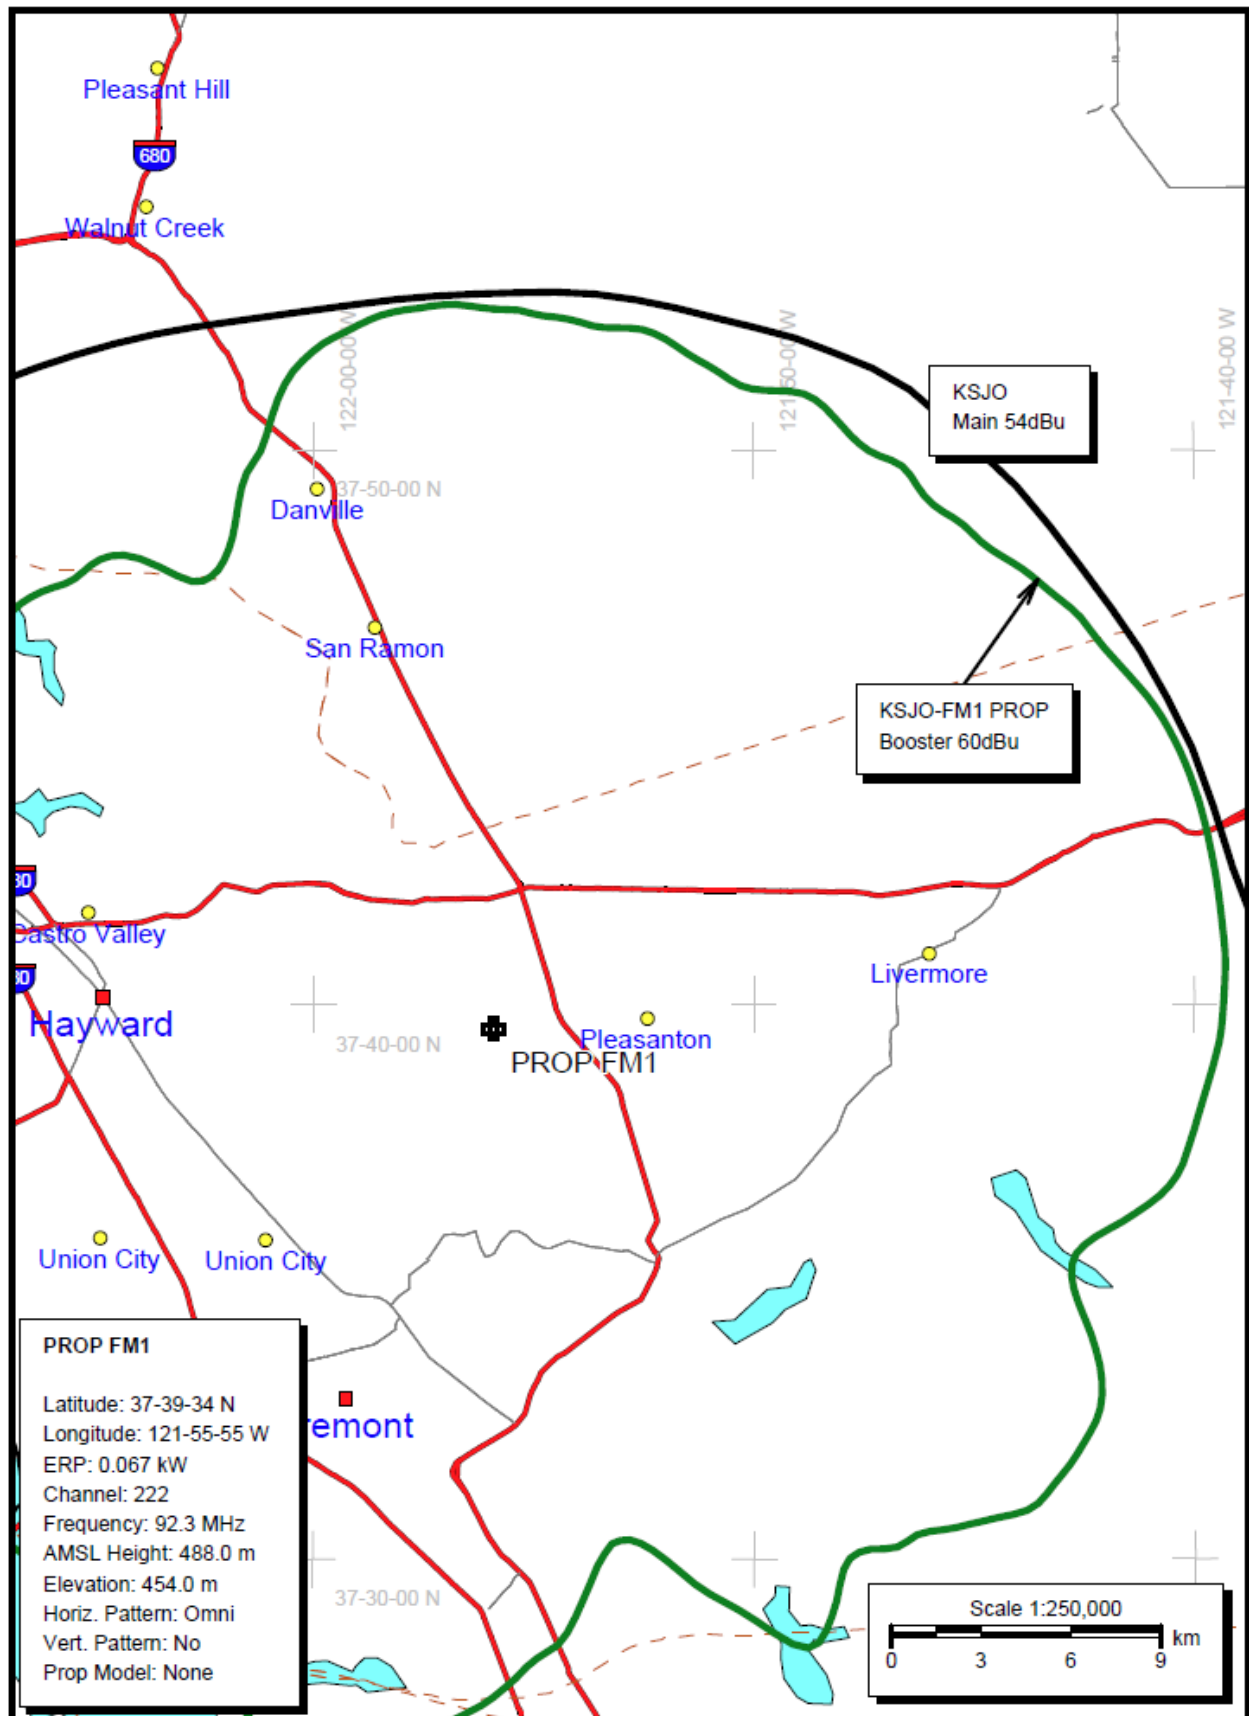 Pleasant Hill
680
Walnut Creek
122-00-00 W
121-50-00 W
121-40-00 W
KSJO
Main 54dBu
37-50-00 N
Danville
San Ramon
KSJO-FM1 PROP
Booster 60dBu
80
Castro Valley
Livermore
80
Hayward
37-40-00 N
Pleasanton
PROP FM1
Union City
Union City
PROP FM1
Latitude: 37-39-34 N
Longitude: 121-55-55 W
ERP: 0.067 kW
Channel: 222
Frequency: 92.3 MHz
AMSL Height: 488.0 m
Elevation: 454.0 m
Horiz. Pattern: Omni
Vert. Pattern: No
Prop Model: None
remont
37-30-00 N
Scale 1:250,000
km
0 3 6 9